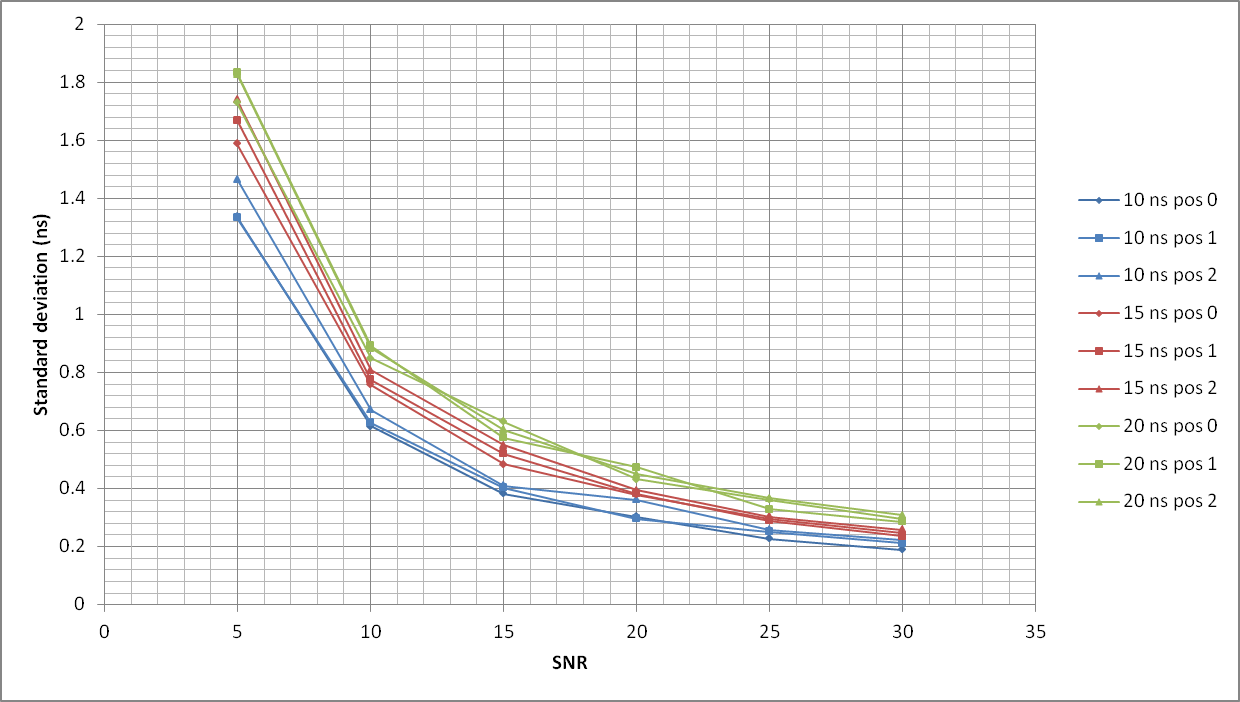 2
1.8
1.6
1.4
1.2
1
0.8
0.6
0.4
0.2
0
Standard deviation (ns)
0 5 10 15 20 25 30 35
SNR
10 ns pos 0
10 ns pos 1
10 ns pos 2
15 ns pos 0
15 ns pos 1
15 ns pos 2
20 ns pos 0
20 ns pos 1
20 ns pos 2